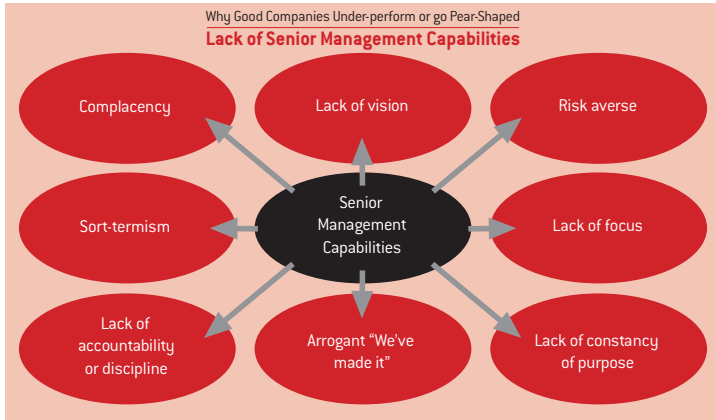 Why Good Companies Under-perform or go Pear-Shaped
Lack of Senior Management Capabilities
Complacency
Lack of vision
Risk averse
Sort-termism
Senior
Management
Capabilities
Lack of focus
Lack of
accountability
or discipline
Arrogant “We’ve
made it”
Lack of constancy
of purpose